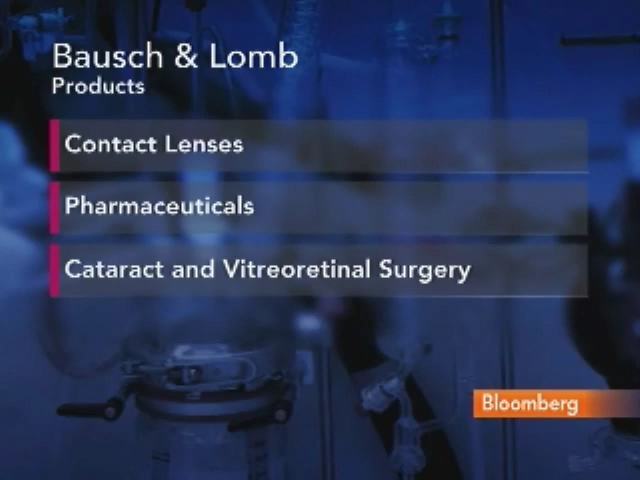 Bausch & Lomb
Products
Contact Lenses
Pharmaceuticals
Cataract and Vitreoretinal Surgery
Bloomberg